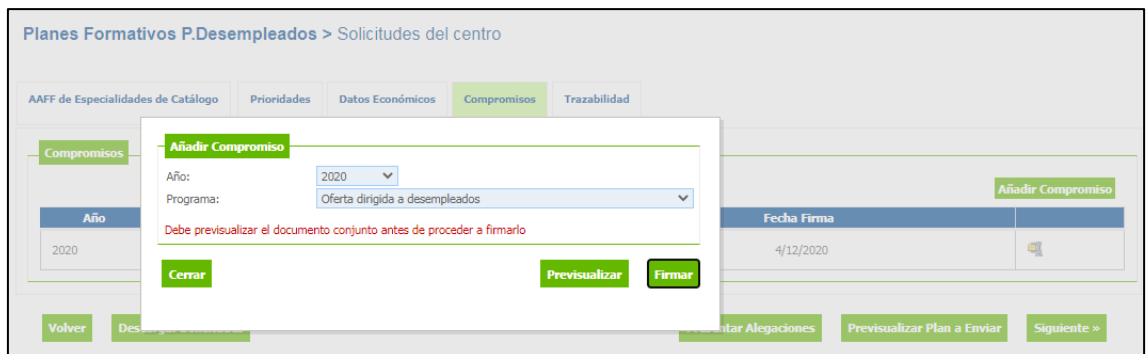 Planes Formativos P.Desempleados > Solicitudes del centro
AAFF de Especialidades de Catálogo Prioridades Datos Económicos Compromisos Trazabilidad
Compromisos
Añadir Compromiso
Año: 2020
Programa: Oferta dirigida a desempleados
Debe previsualizar el documento conjunto antes de proceder a firmarlo
Cerrar Previsualizar Firmar
Añadir Compromiso
Año Fecha Firma
2020 4/12/2020
Volver Alegaciones Previsualizar Plan a Enviar Siguiente »